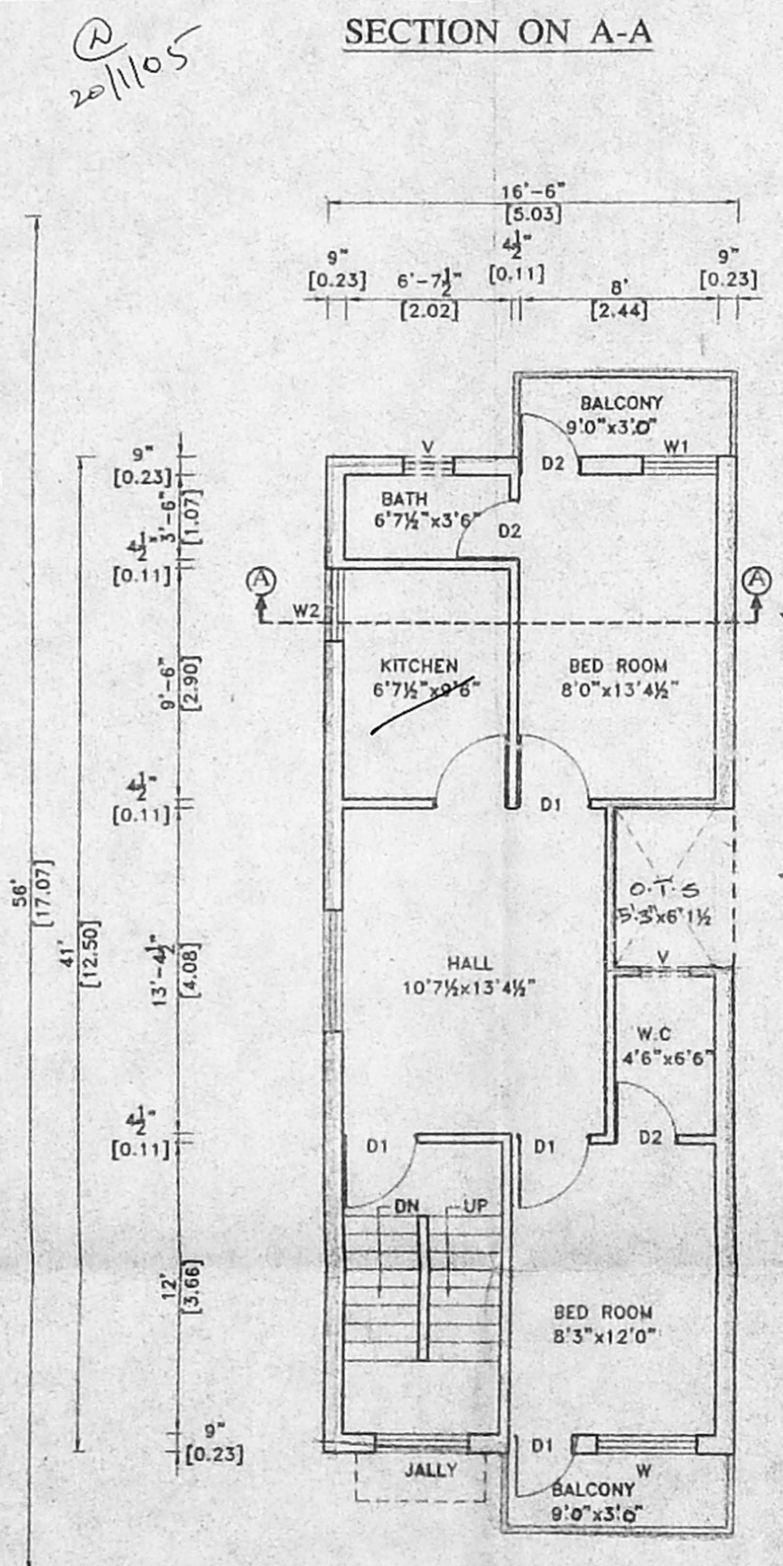 SECTION ON A-A
20/1/05
16'-6"
[5.03]
4½"
[0.11]
9"
[0.23]
6'-7½"
[2.02]
8'
[2.44]
9"
[0.23]
BALCONY
9'.0"x3'.0"
V
D2
W1
9"
[0.23]
BATH
6'7½"x3'6"
D2
3'-6"
[1.07]
4½"
[0.11]
A
A
W2
KITCHEN
6'7½"x9'6"
BED ROOM
8'0"x13'4½"
9'-6"
[2.90]
4½"
[0.11]
D1
O.T.S
5'.3"x6'1½
V
56'
[17.07]
41'
[12.50]
13'-4½"
[4.08]
HALL
10'7½x13'4½"
W.C
4'6"x6'6"
4½"
[0.11]
D1
D1
D2
DN
UP
12'
[3.66]
BED ROOM
8'3"x12'0"
9"
[0.23]
D1
JALLY
W
BALCONY
9'.0"x3'.0"